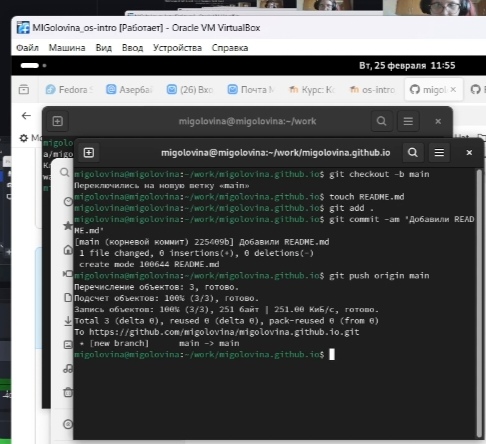 MIGolovina_os-intro [Работает] - Oracle VM VirtualBox
Файл Машина Вид Ввод Устройства Справка
Вт, 25 февраля 11:55
Fedora Азербай (26) Вхо Почта М Курс: К os-intro migol
migolovina@migolovina:~/work
migolovina@migolovina:~/work/migolovina.github.io
migolovina@migolovina:~/work/migolovina.github.io$ git checkout -b main
Переключились на новую ветку «main»
migolovina@migolovina:~/work/migolovina.github.io$ touch README.md
migolovina@migolovina:~/work/migolovina.github.io$ git add .
migolovina@migolovina:~/work/migolovina.github.io$ git commit -am 'Добавили READ
ME.md'
[main (корневой коммит) 225409b] Добавили README.md
1 file changed, 0 insertions(+), 0 deletions(-)
create mode 100644 README.md
migolovina@migolovina:~/work/migolovina.github.io$ git push origin main
Перечисление объектов: 3, готово.
Подсчет объектов: 100% (3/3), готово.
Запись объектов: 100% (3/3), 251 байт | 251.00 КиБ/с, готово.
Total 3 (delta 0), reused 0 (delta 0), pack-reused 0 (from 0)
To https://github.com/migolovina/migolovina.github.io.git
* [new branch] main -> main
migolovina@migolovina:~/work/migolovina.github.io$